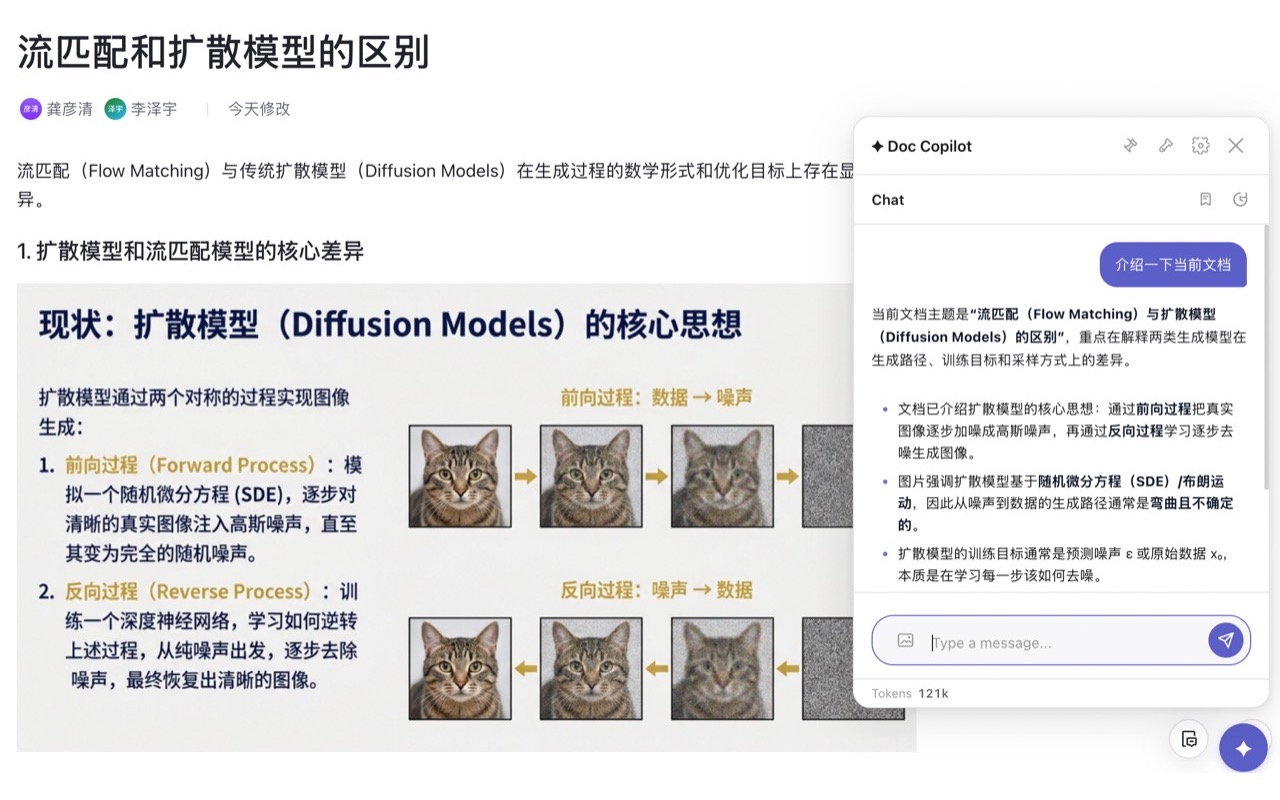 流匹配和扩散模型的区别
彦清 龚彦清 泽宇 李泽宇 今天修改
流匹配（Flow Matching）与传统扩散模型（Diffusion Models）在生成过程的数学形式和优化目标上存在显
异。
1. 扩散模型和流匹配模型的核心差异
现状：扩散模型（Diffusion Models）的核心思想
扩散模型通过两个对称的过程实现图像
生成：
1. 前向过程（Forward Process）：模
拟一个随机微分方程 (SDE)，逐步对
清晰的真实图像注入高斯噪声，直至
其变为完全的随机噪声。
2. 反向过程（Reverse Process）：训
练一个深度神经网络，学习如何逆转
上述过程，从纯噪声出发，逐步去除
噪声，最终恢复出清晰的图像。
前向过程：数据 → 噪声
反向过程：噪声 → 数据
Doc Copilot
Chat
介绍一下当前文档
当前文档主题是“流匹配（Flow Matching）与扩散模型
（Diffusion Models）的区别”，重点在解释两类生成模型在
生成路径、训练目标和采样方式上的差异。
• 文档已介绍扩散模型的核心思想：通过前向过程把真实
图像逐步加噪成高斯噪声，再通过反向过程学习逐步去
噪生成图像。
• 图片强调扩散模型基于随机微分方程（SDE）/布朗运
动，因此从噪声到数据的生成路径通常是弯曲且不确定
的。
• 扩散模型的训练目标通常是预测噪声 ε 或原始数据 x₀，
本质是在学习每一步该如何去噪。
Type a message...
Tokens 121k